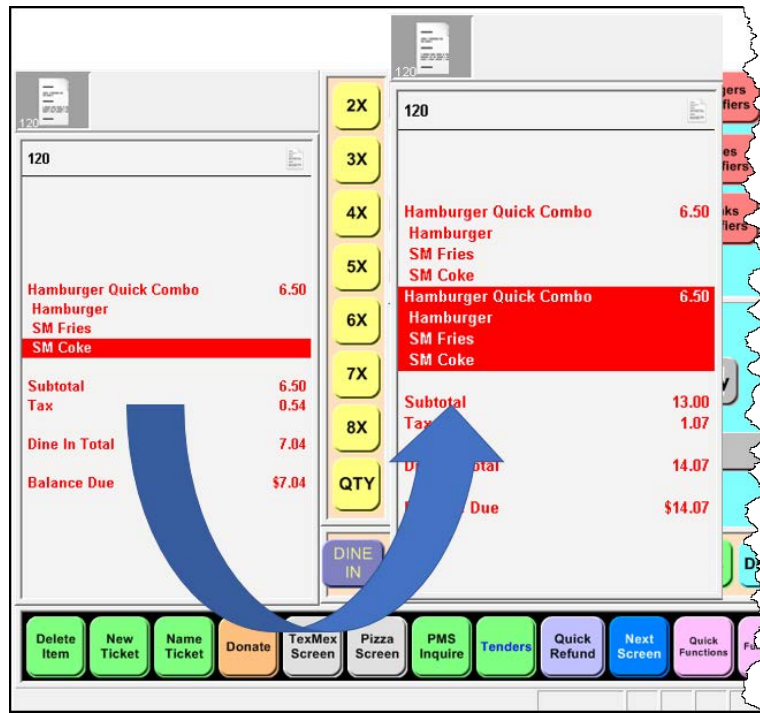 120
120
Hamburger Quick Combo 6.50
Hamburger
SM Fries
SM Coke
Subtotal 6.50
Tax 0.54
Dine In Total 7.04
Balance Due $7.04
2X
3X
4X
5X
6X
7X
8X
QTY
DINE
IN
120
120
Hamburger Quick Combo 6.50
Hamburger
SM Fries
SM Coke
Hamburger Quick Combo 6.50
Hamburger
SM Fries
SM Coke
Subtotal 13.00
Tax 1.07
14.07
Due $14.07
Delete
Item
New
Ticket
Name
Ticket
Donate
TexMex
Screen
Pizza
Screen
PMS
Inquire
Tenders
Quick
Refund
Next
Screen
Quick
Functions